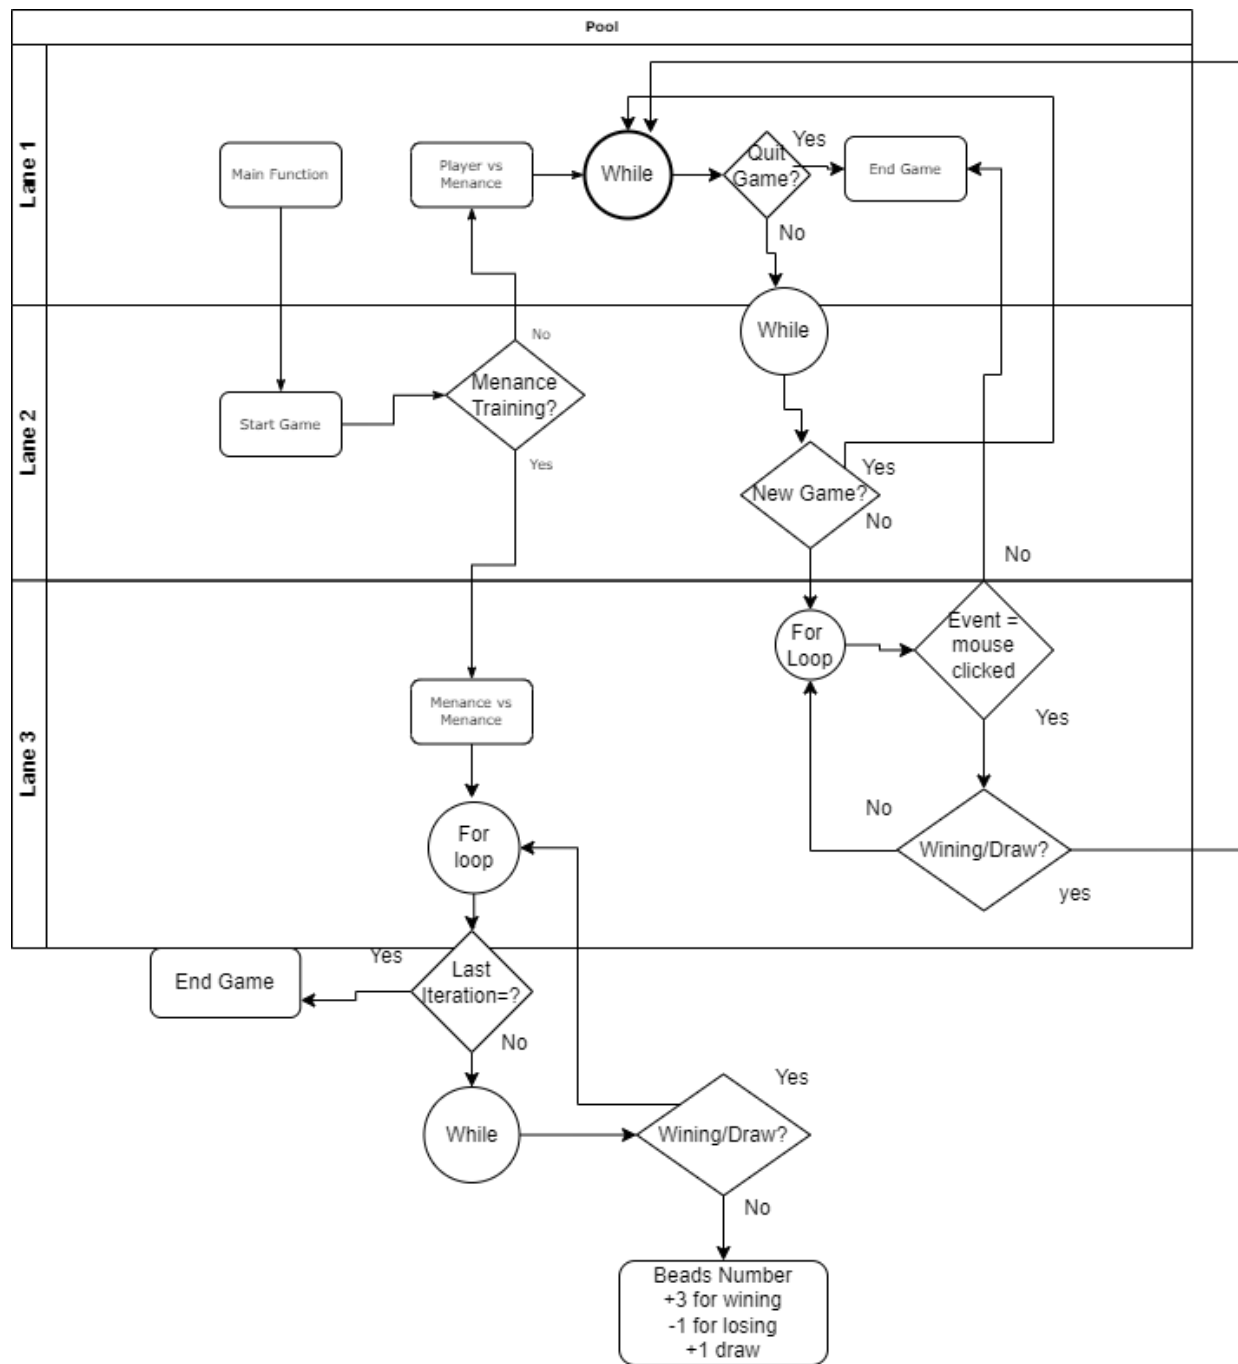 Pool
Lane 1
Main Function
Player vs
Menance
While
Quit
Game?
Yes
End Game
No
Lane 2
While
Start Game
No
Menance
Training?
Yes
New Game?
Yes
No
No
Lane 3
For
Loop
Event =
mouse
clicked
Yes
Menance vs
Menance
No
Wining/Draw?
yes
For
loop
Yes
End Game
Last
Iteration=?
No
While
Yes
Wining/Draw?
No
Beads Number
+3 for wining
-1 for losing
+1 draw